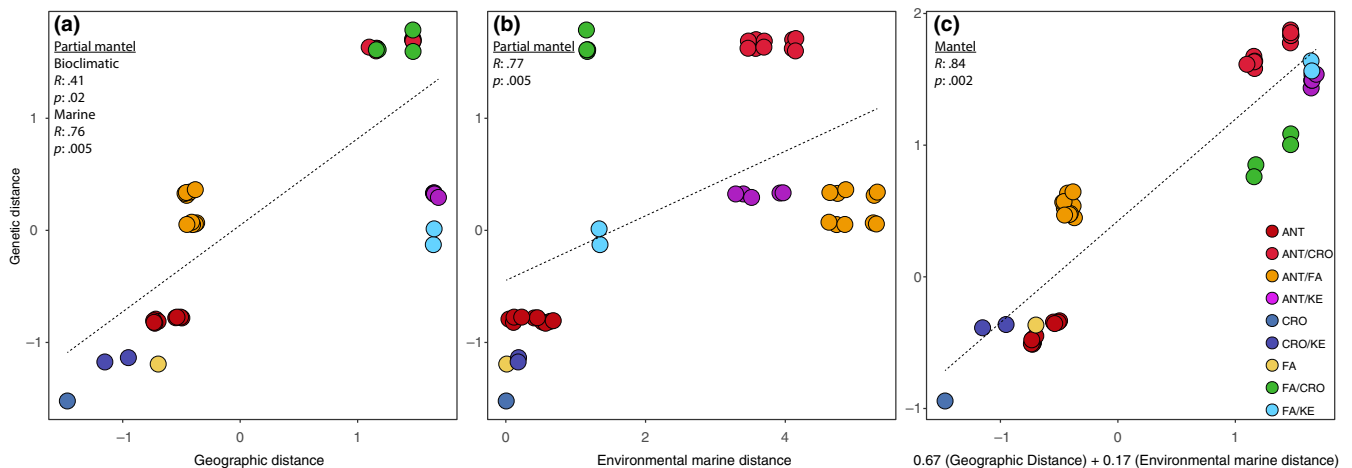 (a)
Partial mantel
Bioclimatic
R: .41
p: .02
Marine
R: .76
p: .005
Genetic distance
1
0
−1
−1
0
1
Geographic distance
(b)
Partial mantel
R: .77
p: .005
1
0
−1
0
2
4
Environmental marine distance
(c)
Mantel
R: .84
p: .002
2
1
0
−1
−1
0
1
0.67 (Geographic Distance) + 0.17 (Environmental marine distance)
ANT
ANT/CRO
ANT/FA
ANT/KE
CRO
CRO/KE
FA
FA/CRO
FA/KE